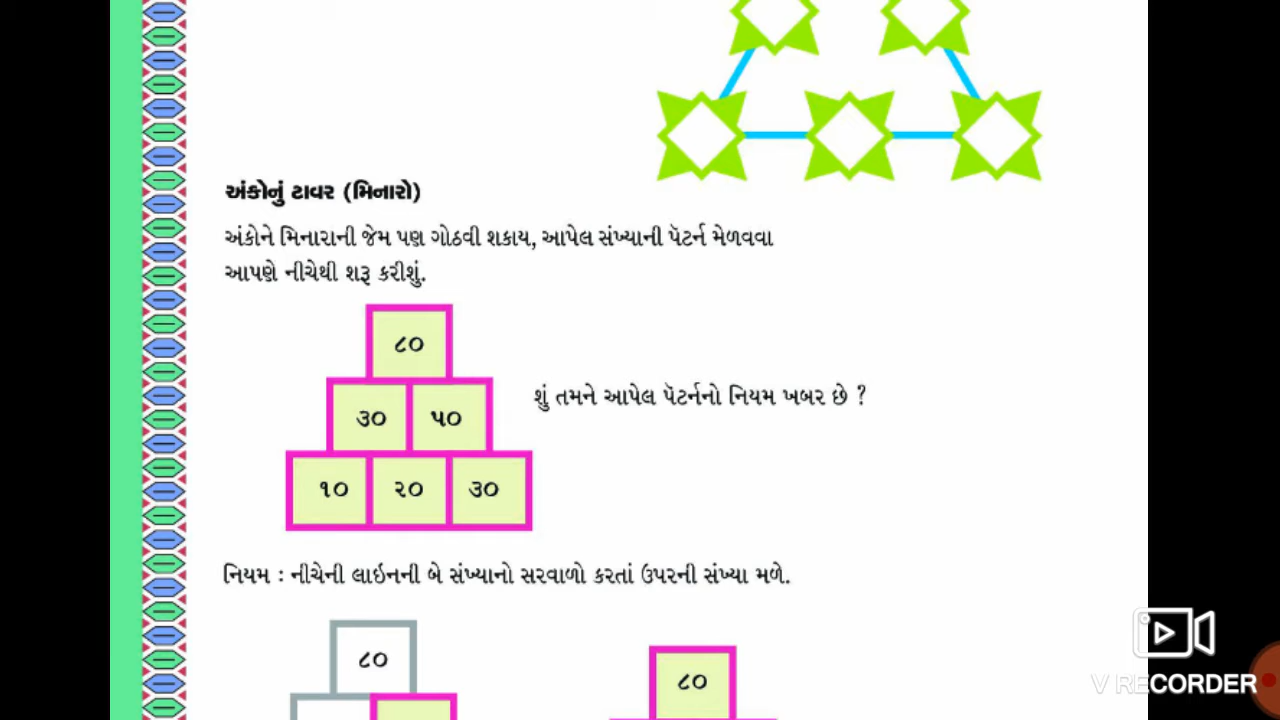 અંકોનું ટાવર (મિનારો)
અંકોને મિનારાની જેમ પણ ગોઠવી શકાય, આપેલ સંખ્યાની પૅટર્ન મેળવવા
આપણે નીચેથી શરૂ કરીશું.
૮૦
૩૦ ૫૦
૧૦ ૨૦ ૩૦
શું તમને આપેલ પૅટર્નનો નિયમ ખબર છે ?
નિયમ : નીચેની લાઇનની બે સંખ્યાનો સરવાળો કરતાં ઉપરની સંખ્યા મળે.
૮૦
૮૦
V RECORDER